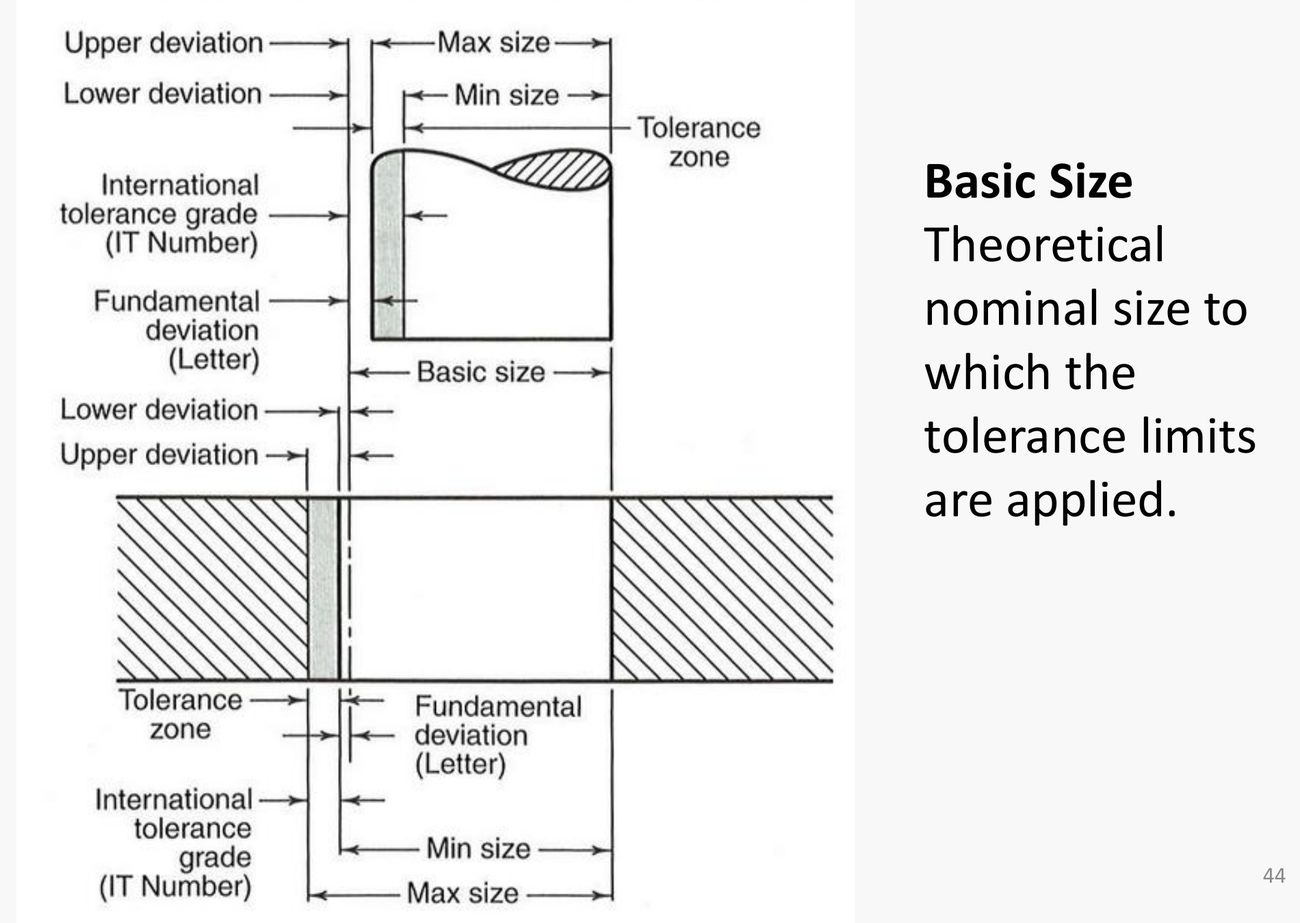 Upper deviation
Max size
Lower deviation
Min size
Tolerance
zone
International
tolerance grade
(IT Number)
Fundamental
deviation
(Letter)
Basic size
Lower deviation
Upper deviation
Tolerance
zone
Fundamental
deviation
(Letter)
International
tolerance
grade
(IT Number)
Min size
Max size
Basic Size
Theoretical
nominal size to
which the
tolerance limits
are applied.
44